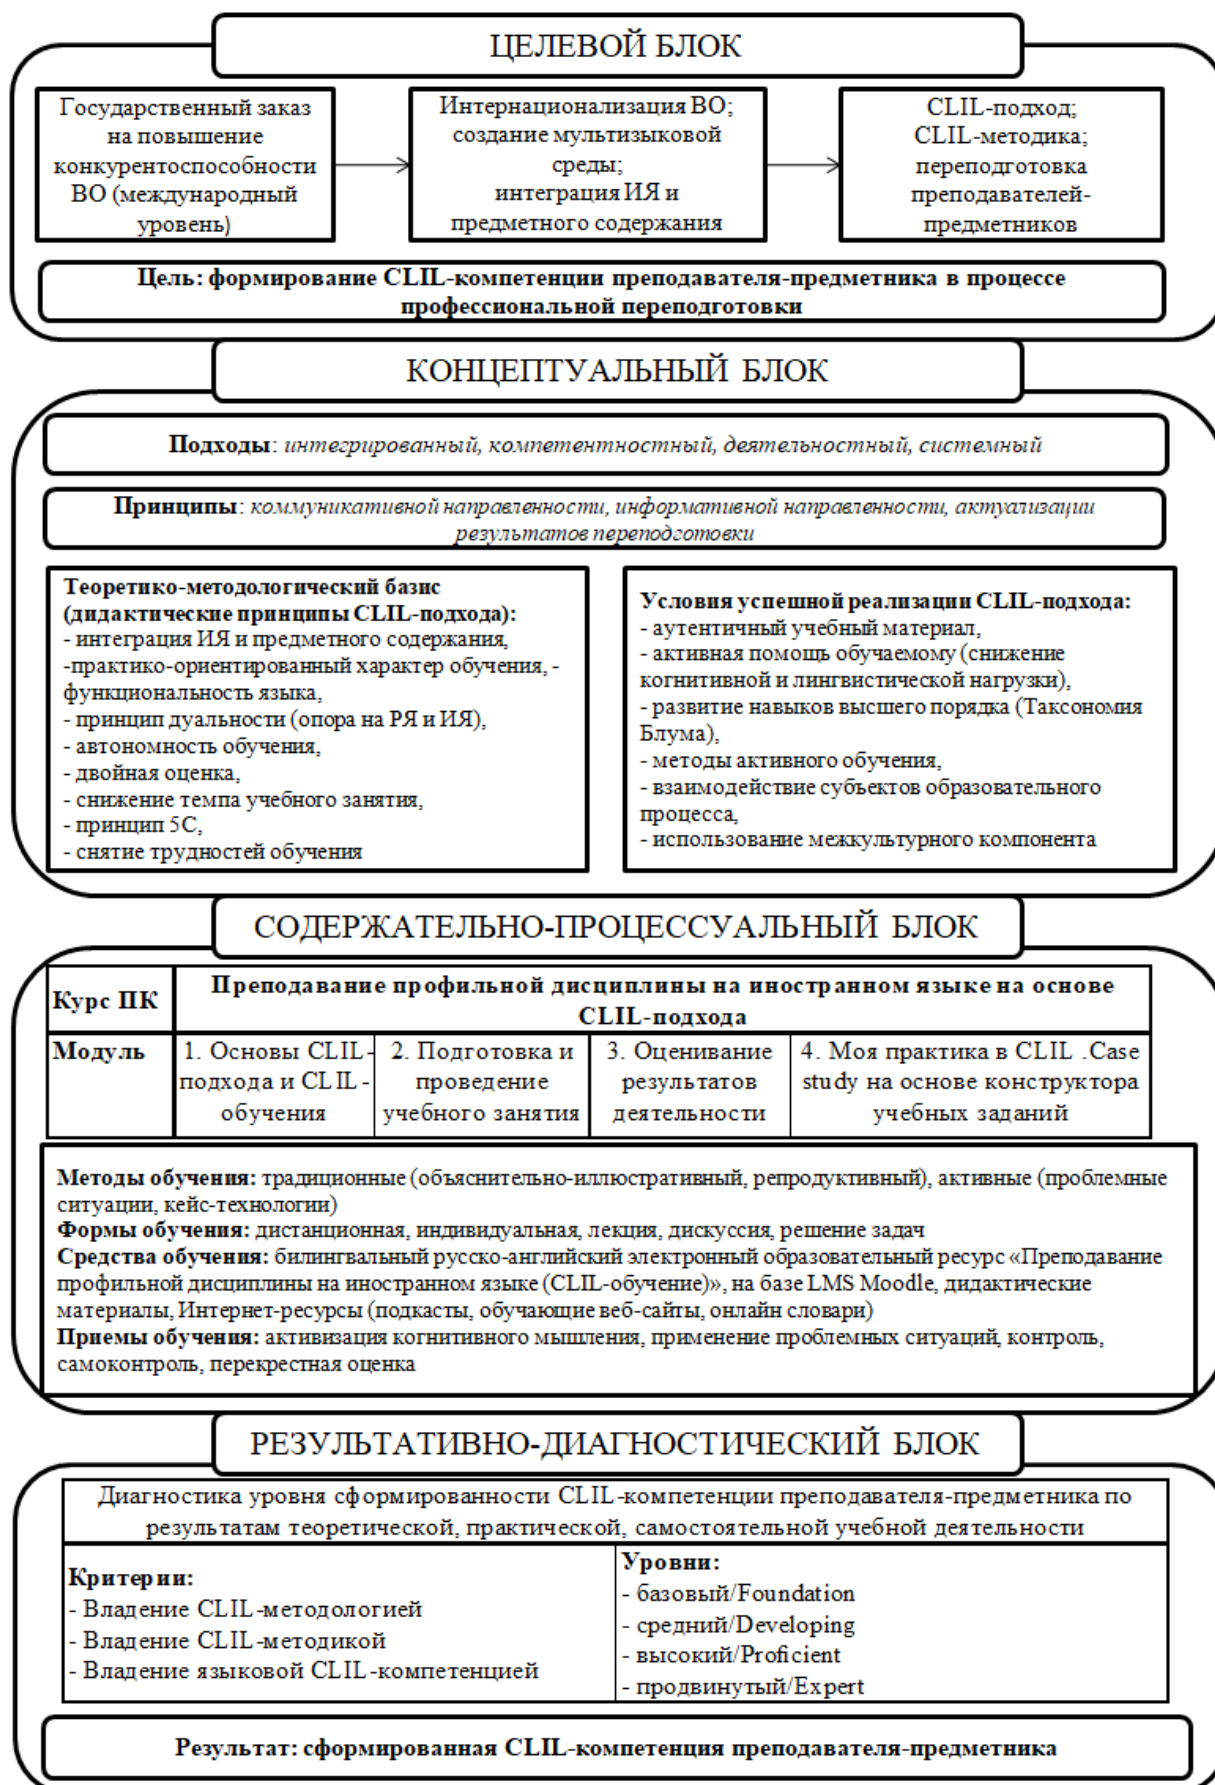 ЦЕЛЕВОЙ БЛОК
Государственный заказ
на повышение
конкурентоспособности
ВО (международный
уровень)
Интернационализация ВО;
создание мультизыковой
среды;
интеграция ИЯ и
предметного содержания
CLIL-подход;
CLIL-методика;
переподготовка
преподавателей-
предметников
Цель: формирование CLIL-компетенции преподавателя-предметника в процессе
профессиональной переподготовки
КОНЦЕПТУАЛЬНЫЙ БЛОК
Подходы: интегрированный, компетентностный, деятельностный, системный
Принципы: коммуникативной направленности, информативной направленности, актуализации
результатов переподготовки
Теоретико-методологический базис
(дидактические принципы CLIL-подхода):
- интеграция ИЯ и предметного содержания,
-практико-ориентированный характер обучения, -
функциональность языка,
- принцип дуальности (опора на РЯ и ИЯ),
- автономность обучения,
- двойная оценка,
- снижение темпа учебного занятия,
- принцип 5С,
- снятие трудностей обучения
Условия успешной реализации CLIL-подхода:
- аутентичный учебный материал,
- активная помощь обучаемому (снижение
когнитивной и лингвистической нагрузки),
- развитие навыков высшего порядка (Таксономия
Блума),
- методы активного обучения,
- взаимодействие субъектов образовательного
процесса,
- использование межкультурного компонента
СОДЕРЖАТЕЛЬНО-ПРОЦЕССУАЛЬНЫЙ БЛОК
Курс ПК
Преподавание профильной дисциплины на иностранном языке на основе
CLIL-подхода
Модуль
1. Основы CLIL-
подхода и CLIL-
обучения
2. Подготовка и
проведение
учебного занятия
3. Оценивание
результатов
деятельности
4. Моя практика в CLIL .Case
study на основе конструктора
учебных заданий
Методы обучения: традиционные (объяснительно-иллюстративный, репродуктивный), активные (проблемные
ситуации, кейс-технологии)
Формы обучения: дистанционная, индивидуальная, лекция, дискуссия, решение задач
Средства обучения: билингвальный русско-английский электронный образовательный ресурс «Преподавание
профильной дисциплины на иностранном языке (CLIL-обучение)», на базе LMS Moodle, дидактические
материалы, Интернет-ресурсы (подкасты, обучающие веб-сайты, онлайн словари)
Приемы обучения: активизация когнитивного мышления, применение проблемных ситуаций, контроль,
самоконтроль, перекрестная оценка
РЕЗУЛЬТАТИВНО-ДИАГНОСТИЧЕСКИЙ БЛОК
Диагностика уровня сформированности CLIL-компетенции преподавателя-предметника по
результатам теоретической, практической, самостоятельной учебной деятельности
Критерии:
- Владение CLIL-методологией
- Владение CLIL-методикой
- Владение языковой CLIL-компетенцией
Уровни:
- базовый/Foundation
- средний/Developing
- высокий/Proficient
- продвинутый/Expert
Результат: сформированная CLIL-компетенция преподавателя-предметника